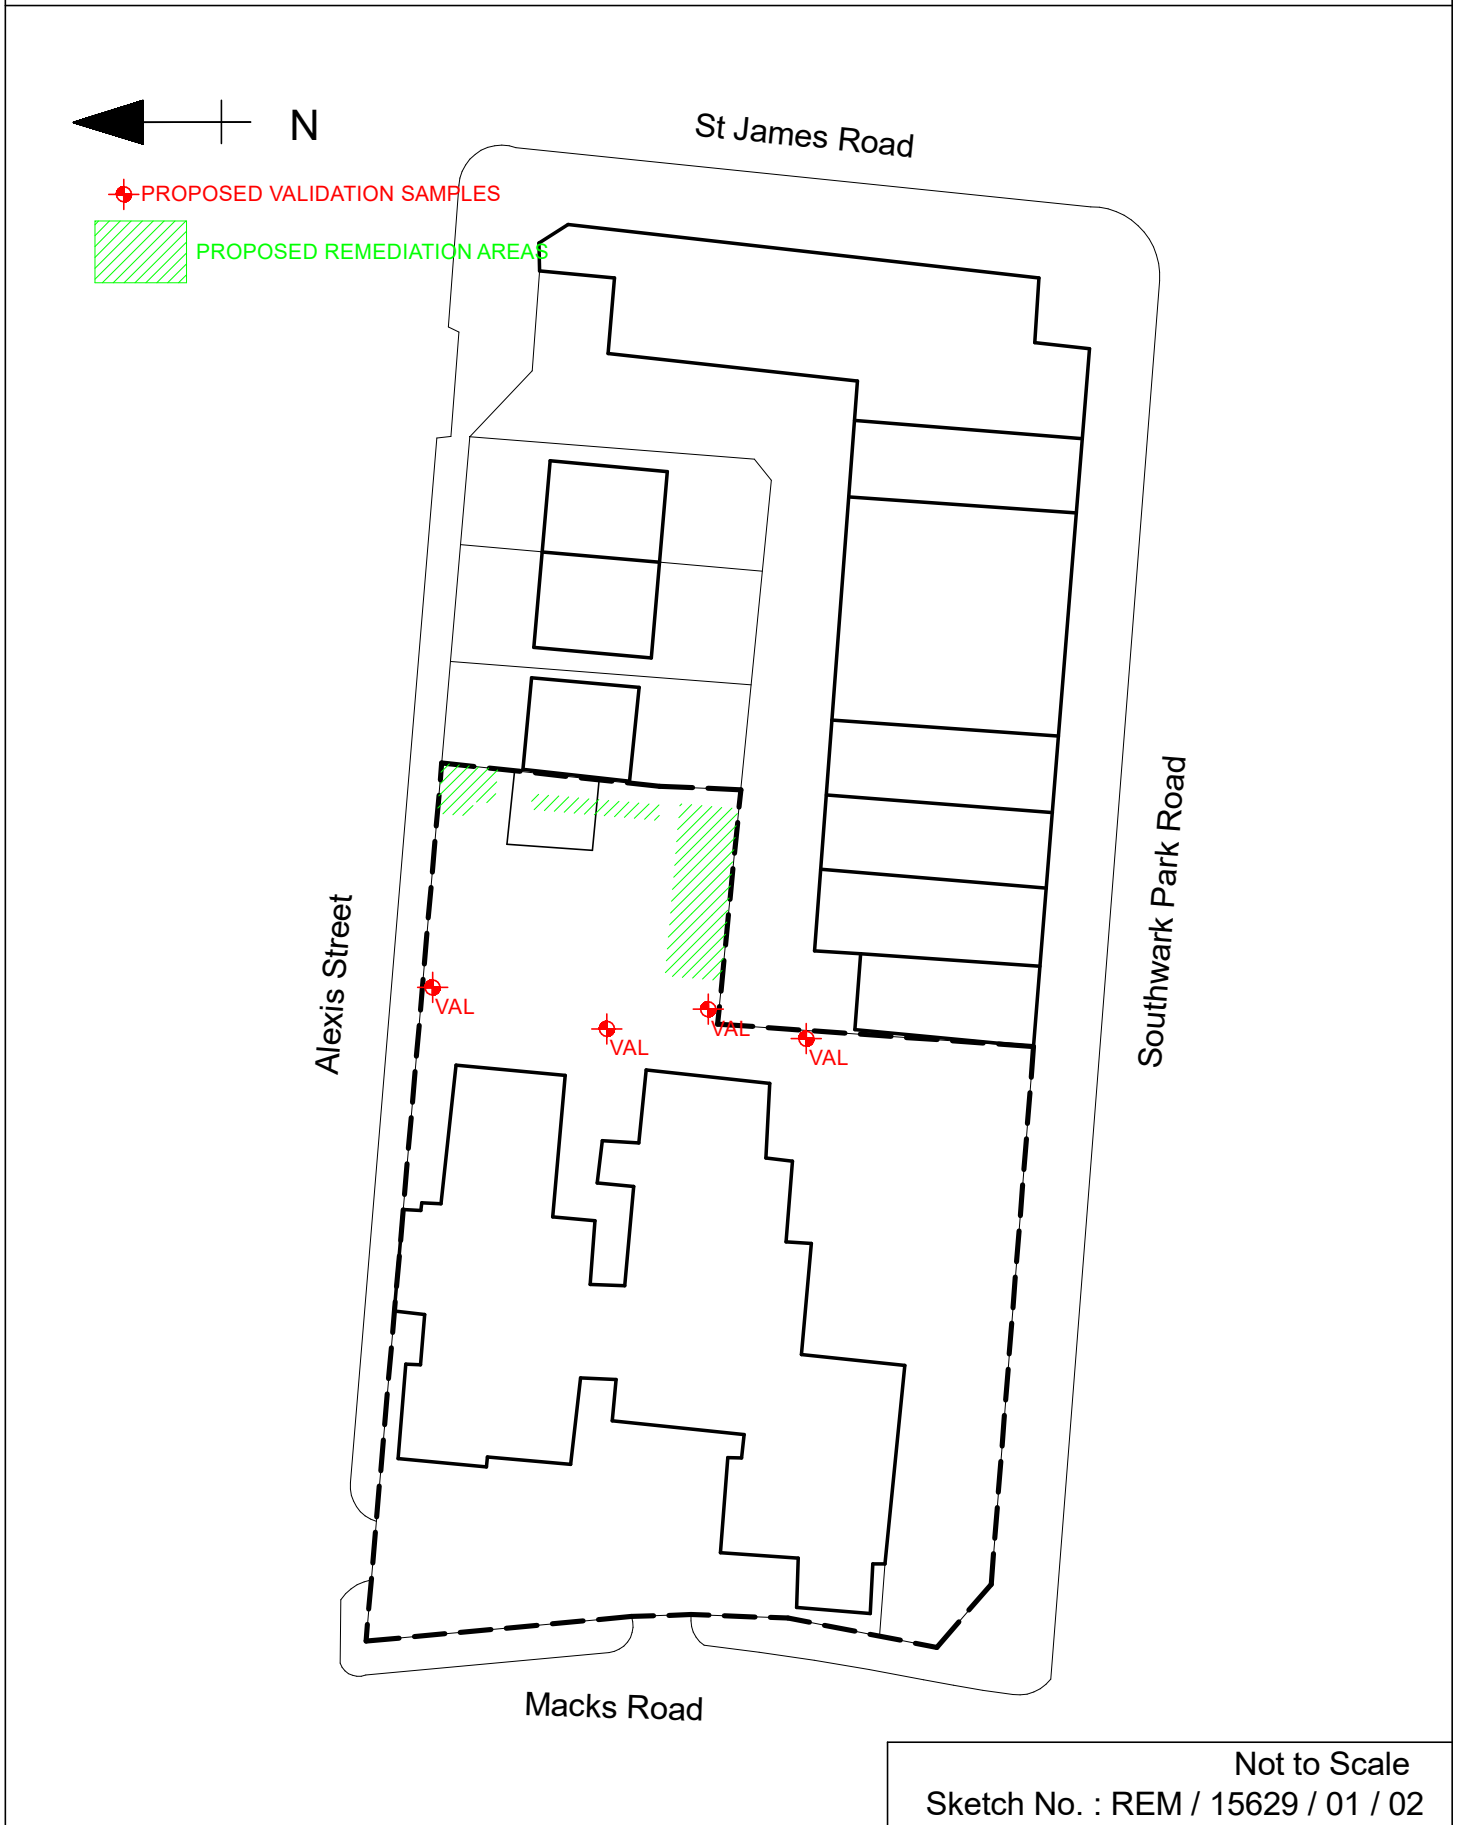 N
St James Road
PROPOSED VALIDATION SAMPLES
PROPOSED REMEDIATION AREAS
Alexis Street
Southwark Park Road
VAL
VAL
VAL
VAL
Macks Road
Not to Scale
Sketch No. : REM / 15629 / 01 / 02